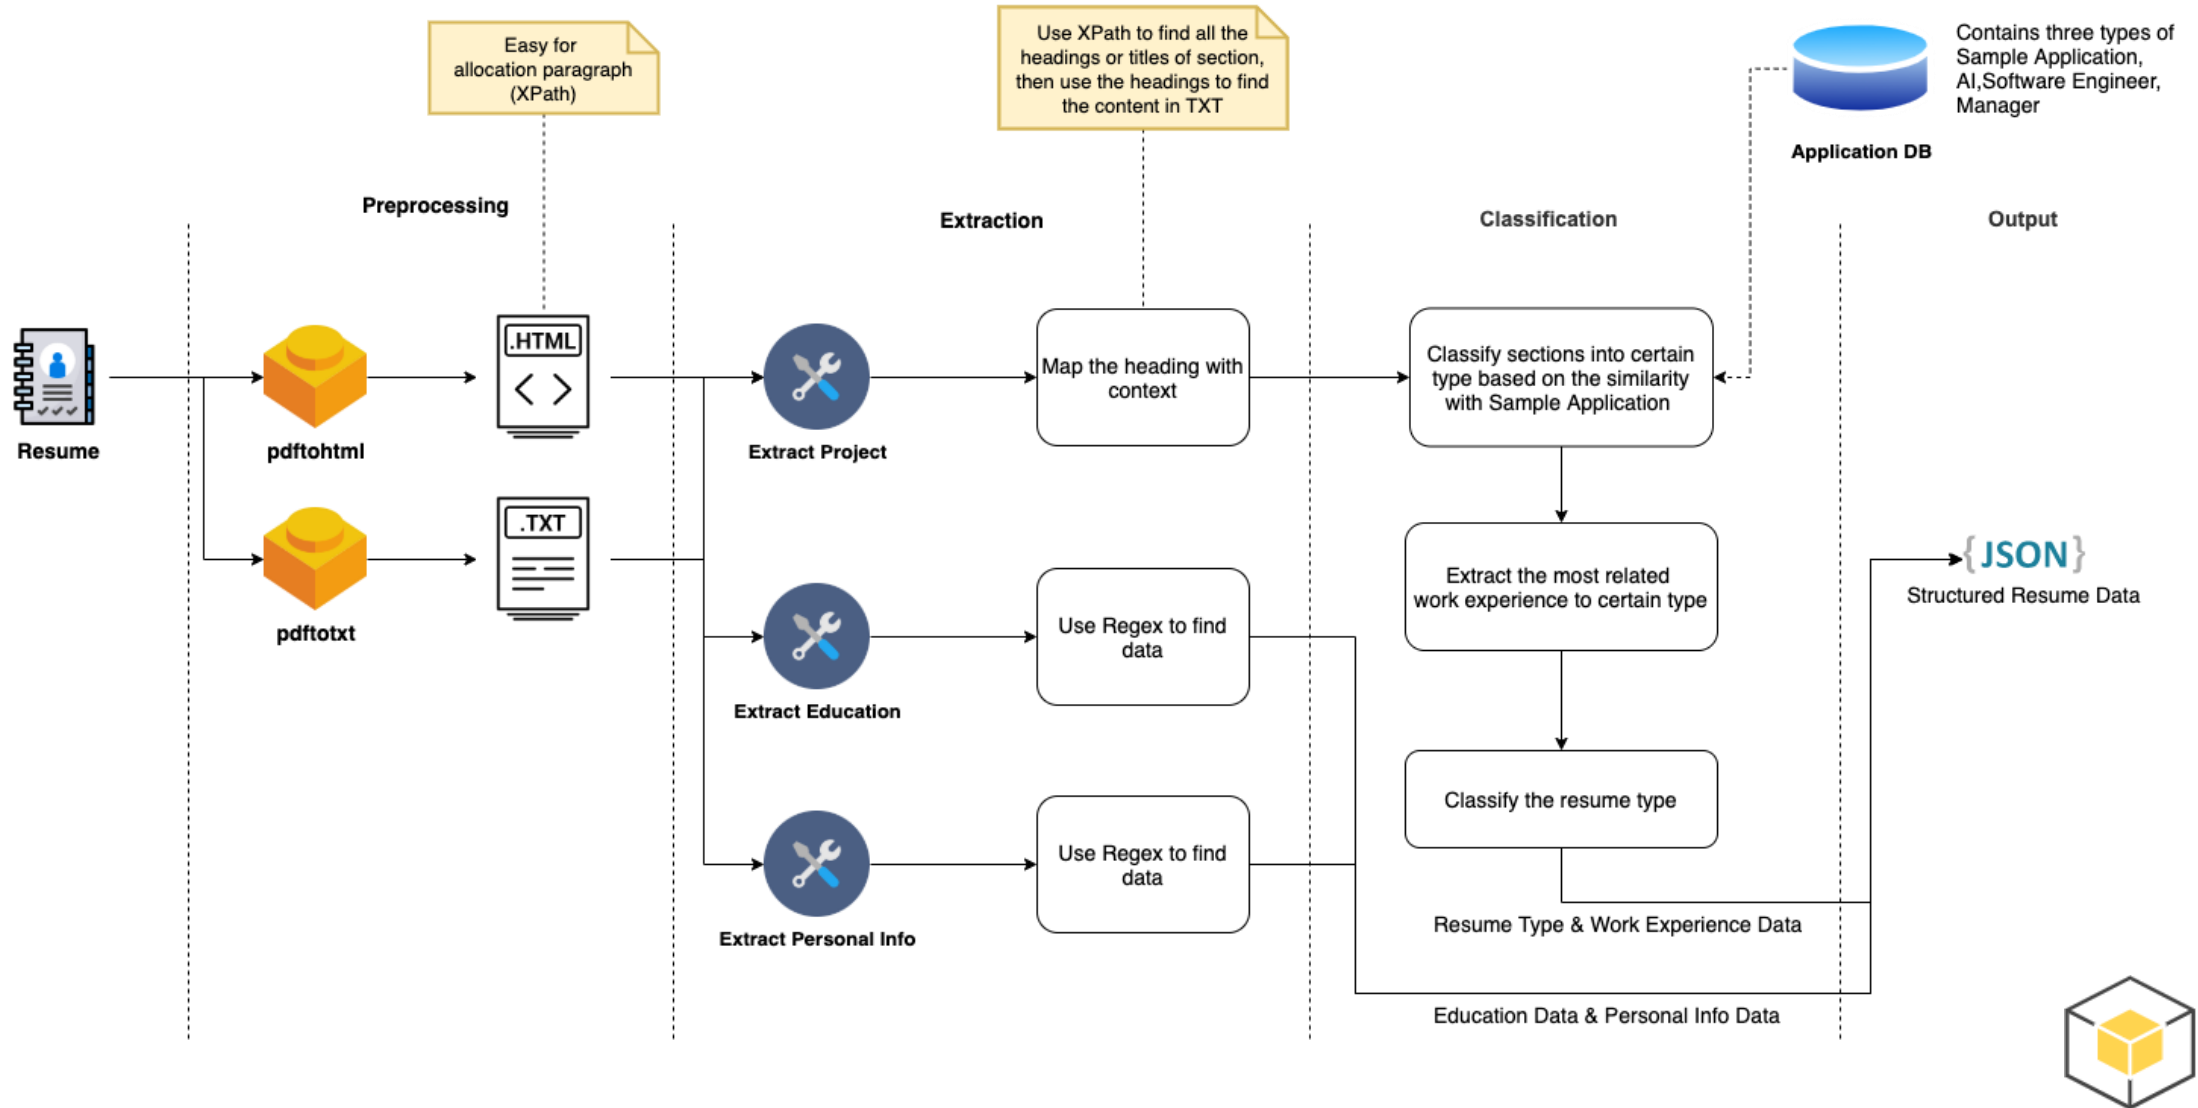 Easy for
allocation paragraph
(XPath)
Use XPath to find all the
headings or titles of section,
then use the headings to find
the content in TXT
Contains three types of
Sample Application,
AI,Software Engineer,
Manager
Application DB
Preprocessing
Extraction
Classification
Output
Resume
pdftohtml
.HTML
Extract Project
Map the heading with
context
Classify sections into certain
type based on the similarity
with Sample Application
pdftotxt
.TXT
Extract Education
Use Regex to find
data
Extract the most related
work experience to certain type
{JSON}
Structured Resume Data
Extract Personal Info
Use Regex to find
data
Classify the resume type
Resume Type & Work Experience Data
Education Data & Personal Info Data